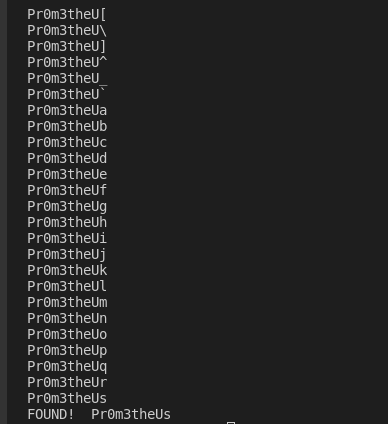 Pr0m3theU[
Pr0m3theU\
Pr0m3theU]
Pr0m3theU^
Pr0m3theU_
Pr0m3theU`
Pr0m3theUa
Pr0m3theUb
Pr0m3theUc
Pr0m3theUd
Pr0m3theUe
Pr0m3theUf
Pr0m3theUg
Pr0m3theUh
Pr0m3theUi
Pr0m3theUj
Pr0m3theUk
Pr0m3theUl
Pr0m3theUm
Pr0m3theUn
Pr0m3theUo
Pr0m3theUp
Pr0m3theUq
Pr0m3theUr
Pr0m3theUs
FOUND!  Pr0m3theUs